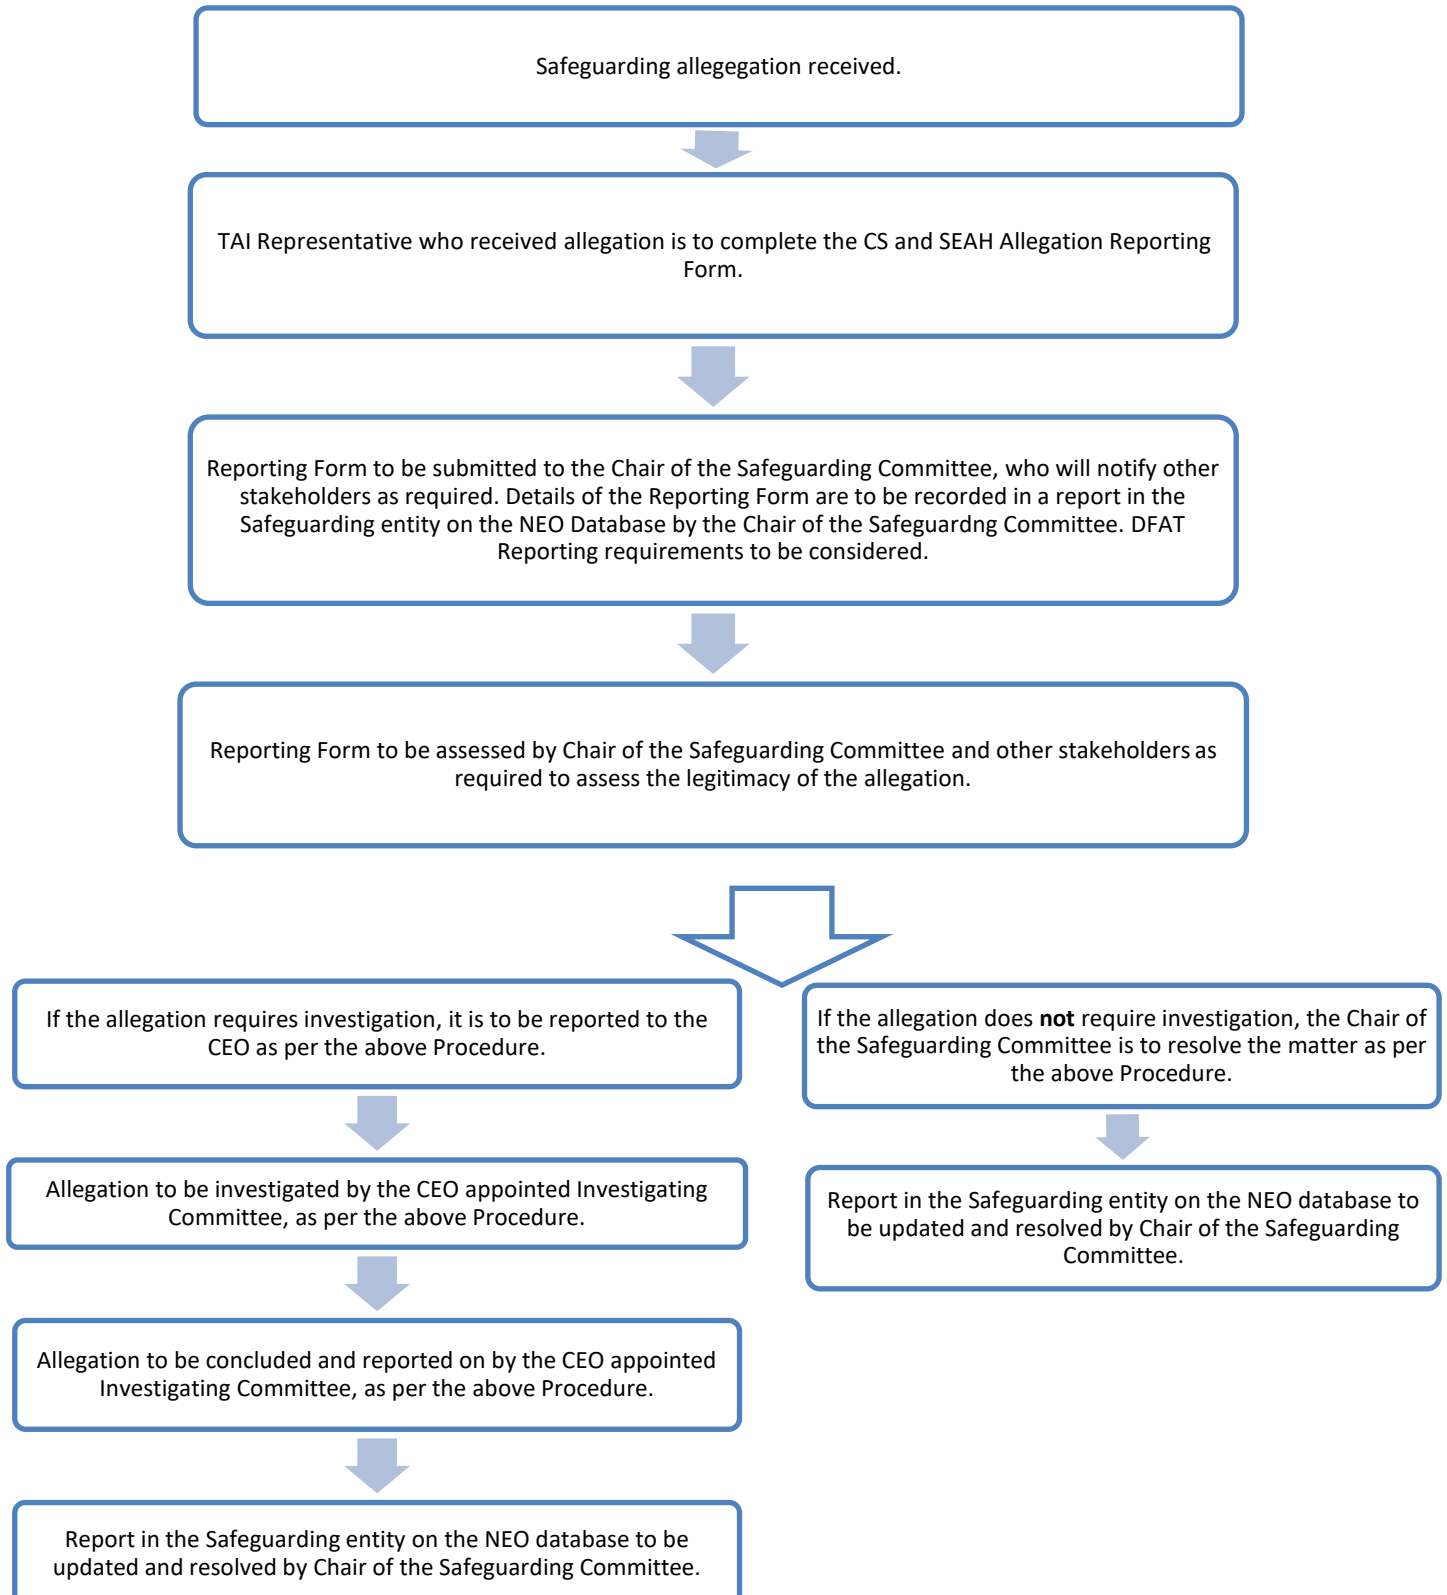 Safeguarding allegegation received.
TAI Representative who received allegation is to complete the CS and SEAH Allegation Reporting
Form.
Reporting Form to be submitted to the Chair of the Safeguarding Committee, who will notify other
stakeholders as required. Details of the Reporting Form are to be recorded in a report in the
Safeguarding entity on the NEO Database by the Chair of the Safeguardng Committee. DFAT
Reporting requirements to be considered.
Reporting Form to be assessed by Chair of the Safeguarding Committee and other stakeholders as
required to assess the legitimacy of the allegation.
If the allegation requires investigation, it is to be reported to the
CEO as per the above Procedure.
Allegation to be investigated by the CEO appointed Investigating
Committee, as per the above Procedure.
Allegation to be concluded and reported on by the CEO appointed
Investigating Committee, as per the above Procedure.
Report in the Safeguarding entity on the NEO database to be
updated and resolved by Chair of the Safeguarding Committee.
If the allegation does not require investigation, the Chair of
the Safeguarding Committee is to resolve the matter as per
the above Procedure.
Report in the Safeguarding entity on the NEO database to
be updated and resolved by Chair of the Safeguarding
Committee.